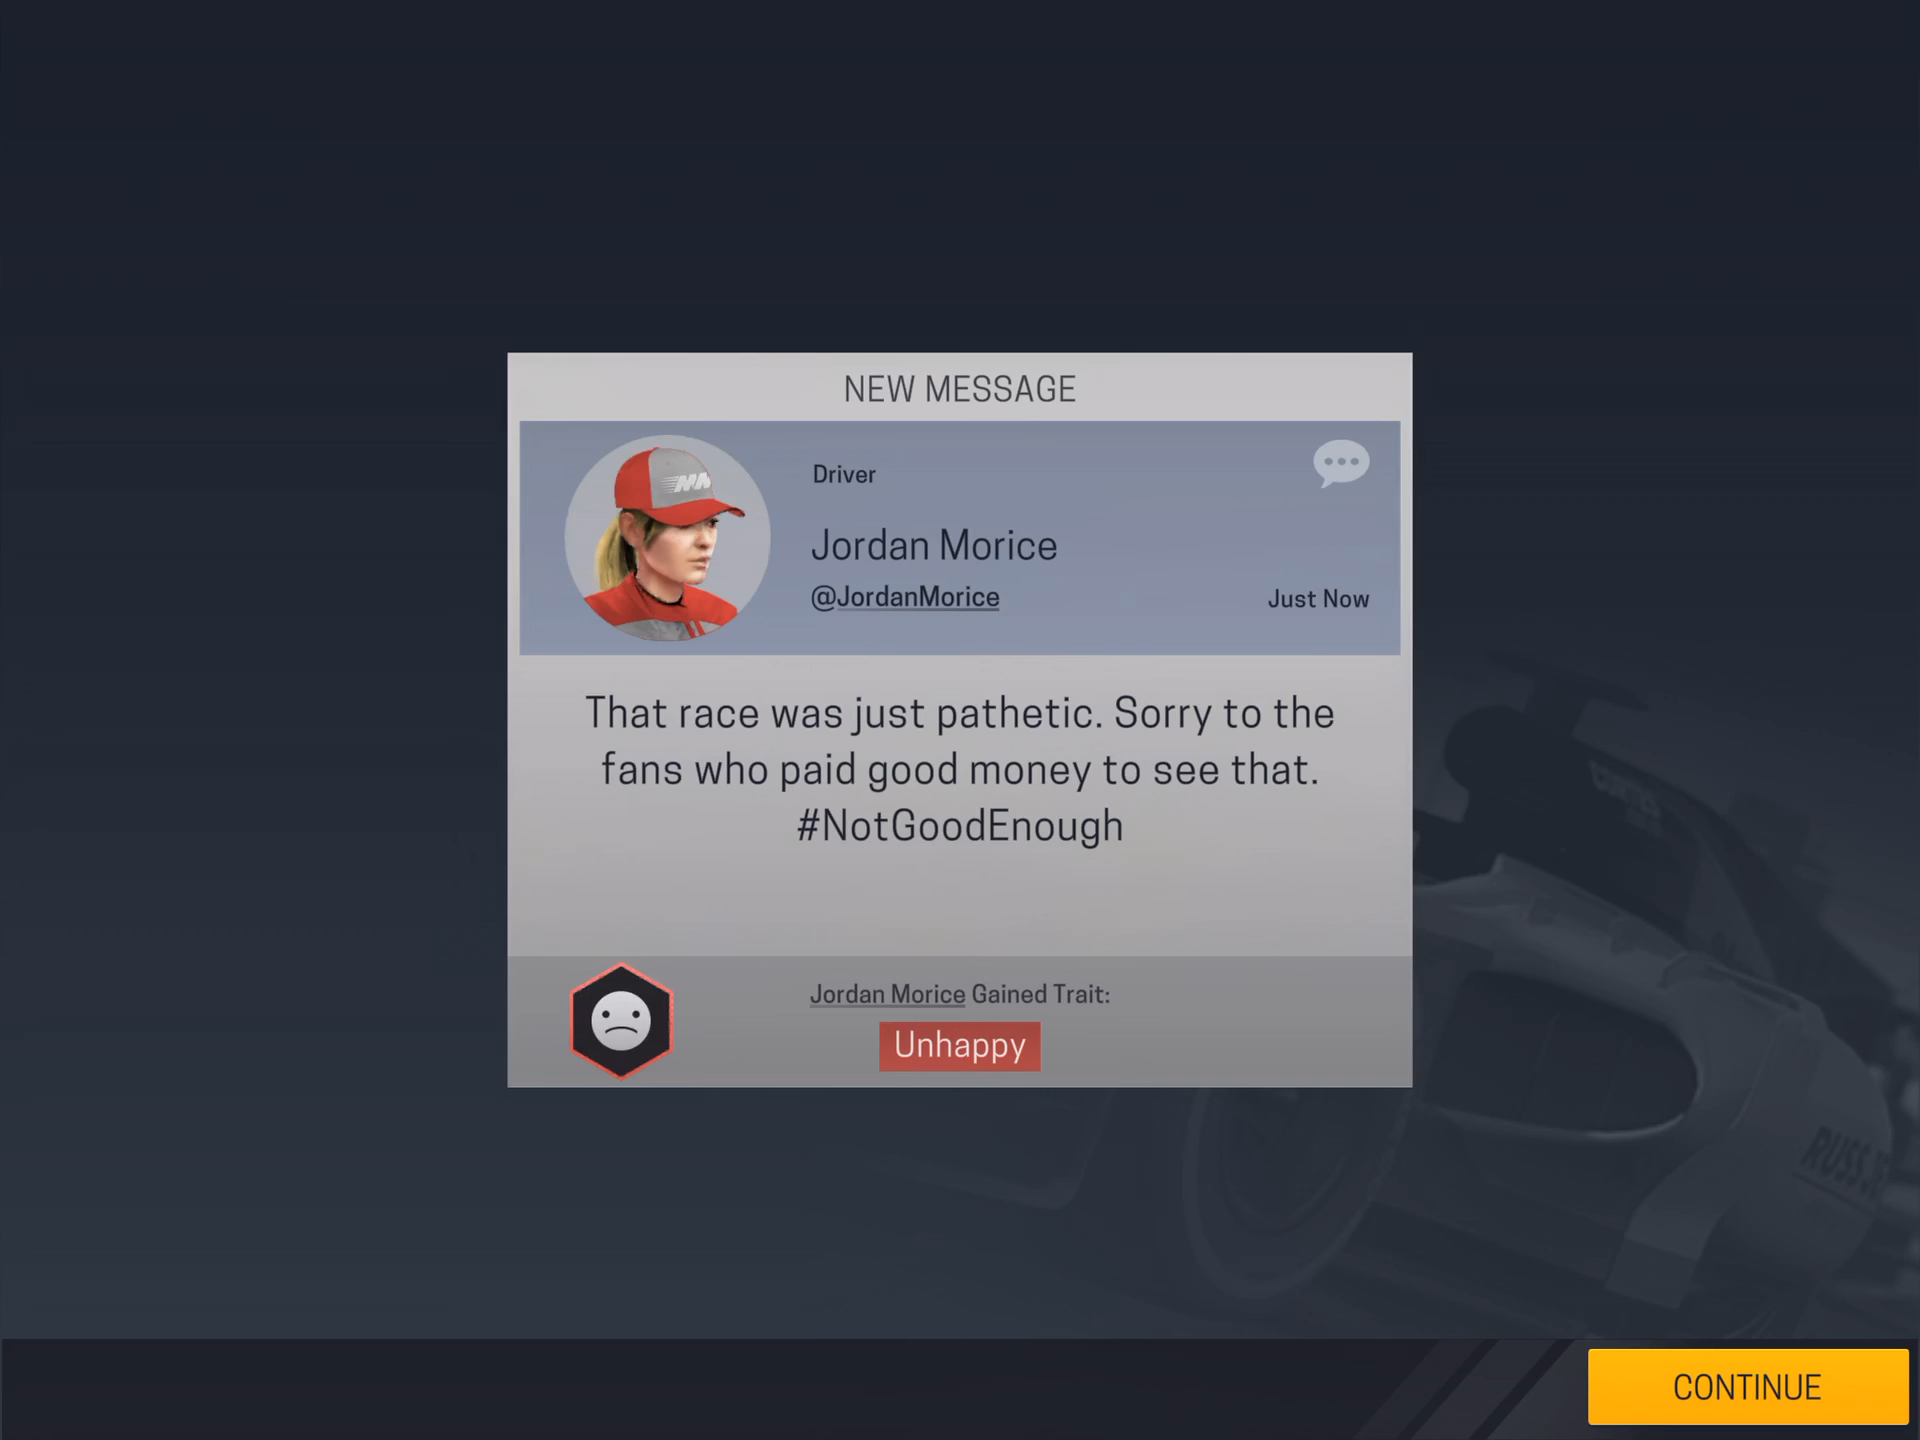 NEW MESSAGE
Driver
Jordan Morice
@JordanMorice
Just Now
That race was just pathetic. Sorry to the
fans who paid good money to see that.
#NotGoodEnough
Jordan Morice Gained Trait:
Unhappy
CONTINUE